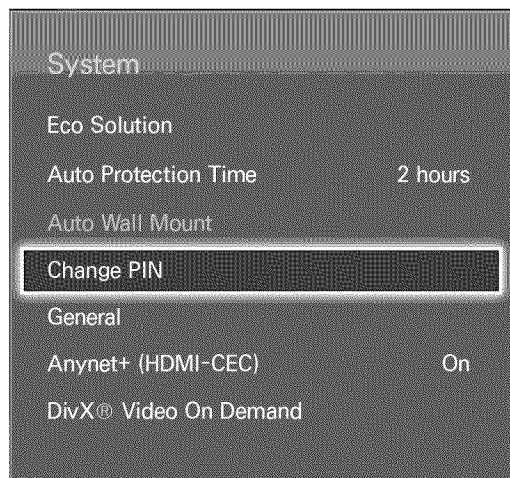 System
Eco Solution
Auto Protection Time 2 hours
Auto Wall Mount
Change PIN
General
Anynet+ (HDMI-CEC) On
DivX® Video On Demand